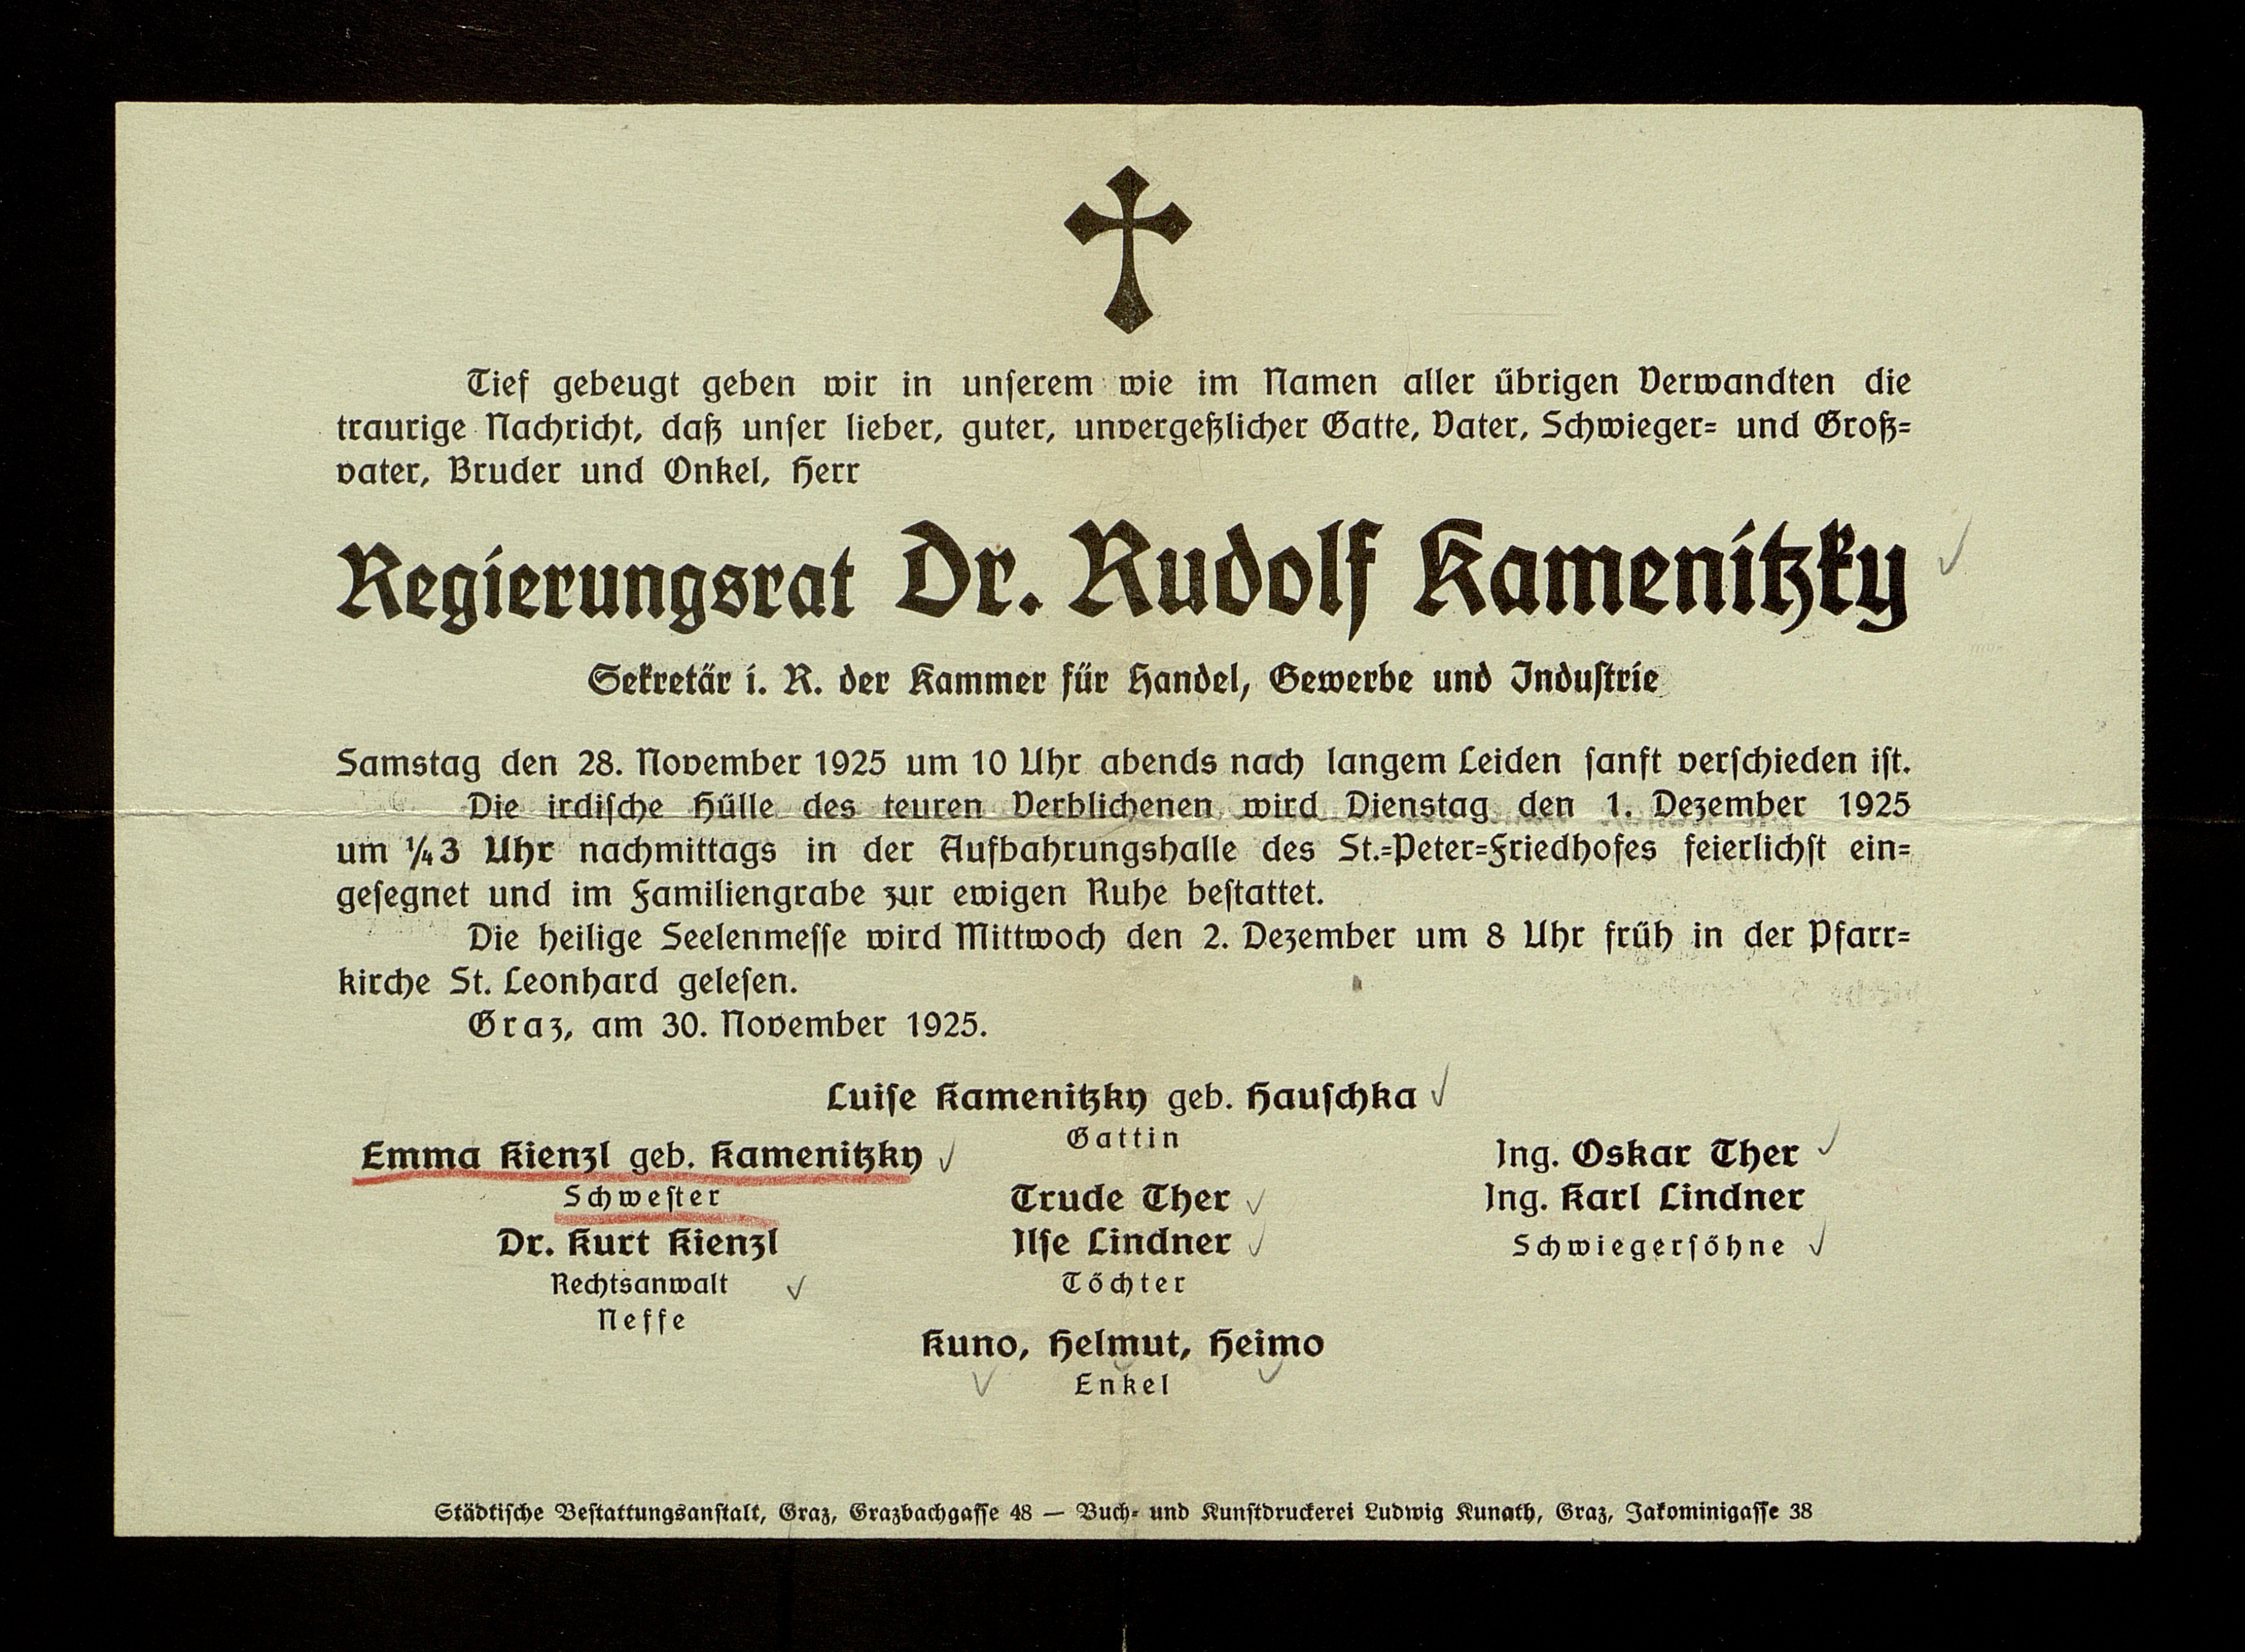 Tief gebeugt geben wir in unserem wie im Namen aller übrigen Verwandten die
traurige Nachricht, daß unser lieber, guter, unvergeßlicher Gatte, Vater, Schwieger- und Groß-
vater, Bruder und Onkel, Herr
Regierungsrat Dr. Rudolf Kamenitzky
Sekretär i. R. der Kammer für Handel, Gewerbe und Industrie
Samstag den 28. November 1925 um 10 Uhr abends nach langem Leiden sanft verschieden ist.
Die irdische Hülle des teuren Verblichenen wird Dienstag den 1. Dezember 1925
um ¼3 Uhr nachmittags in der Aufbahrungshalle des St.-Peter-Friedhofes feierlichst ein-
gesegnet und im Familiengrabe zur ewigen Ruhe bestattet.
Die heilige Seelenmesse wird Mittwoch den 2. Dezember um 8 Uhr früh in der Pfarr-
kirche St. Leonhard gelesen.
Graz, am 30. November 1925.
Luise Kamenitzky geb. Hauschka
Gattin
Emma Kienzl geb. Kamenitzky
Schwester
Dr. Kurt Kienzl
Rechtsanwalt
Neffe
Trude Ther
Ilse Lindner
Töchter
Ing. Oskar Ther
Ing. Karl Lindner
Schwiegersöhne
Kuno, Helmut, Heimo
Enkel
Städtische Bestattungsanstalt, Graz, Grazbachgasse 48 — Buch- und Kunstdruckerei Ludwig Kunath, Graz, Jakominigasse 38